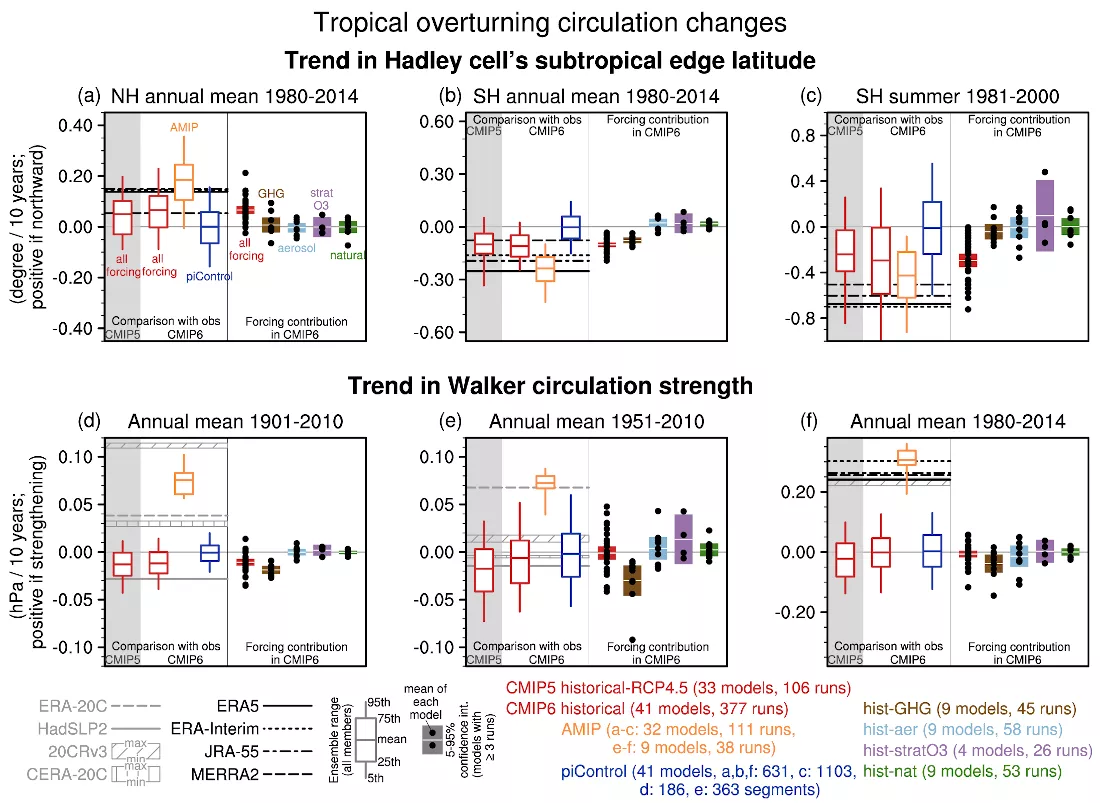 Tropical overturning circulation changes
Trend in Hadley cell's subtropical edge latitude
(a) NH annual mean 1980-2014
(b) SH annual mean 1980-2014
(c) SH summer 1981-2000
(degree / 10 years;
positive if northward)
0.40
0.20
0.00
-0.20
-0.40
AMIP
all
forcing
all
forcing
piControl
all
forcing
GHG
aerosol
strat
O3
natural
Comparison with obs
CMIP5 CMIP6
Forcing contribution
in CMIP6
0.60
0.30
0.00
-0.30
-0.60
Comparison with obs
CMIP5 CMIP6
Forcing contribution
in CMIP6
0.8
0.4
0.0
-0.4
-0.8
Comparison with obs
CMIP5 CMIP6
Forcing contribution
in CMIP6
Trend in Walker circulation strength
(d) Annual mean 1901-2010
(e) Annual mean 1951-2010
(f) Annual mean 1980-2014
(hPa / 10 years;
positive if strengthening)
0.10
0.05
0.00
-0.05
-0.10
Comparison with obs
CMIP5 CMIP6
Forcing contribution
in CMIP6
0.10
0.05
0.00
-0.05
-0.10
Comparison with obs
CMIP5 CMIP6
Forcing contribution
in CMIP6
0.20
0.00
-0.20
Comparison with obs
CMIP5 CMIP6
Forcing contribution
in CMIP6
ERA-20C
HadSLP2
20CRv3 max min
CERA-20C max min
ERA5
ERA-Interim
JRA-55
MERRA2
Ensemble range
(all members)
95th
75th
mean
25th
5th
mean of
each
model
5-95%
confidence int.
(models with
≥ 3 runs)
CMIP5 historical-RCP4.5 (33 models, 106 runs)
CMIP6 historical (41 models, 377 runs)
AMIP (a-c: 32 models, 111 runs,
e-f: 9 models, 38 runs)
piControl (41 models, a,b,f: 631, c: 1103,
d: 186, e: 363 segments)
hist-GHG (9 models, 45 runs)
hist-aer (9 models, 58 runs)
hist-stratO3 (4 models, 26 runs)
hist-nat (9 models, 53 runs)